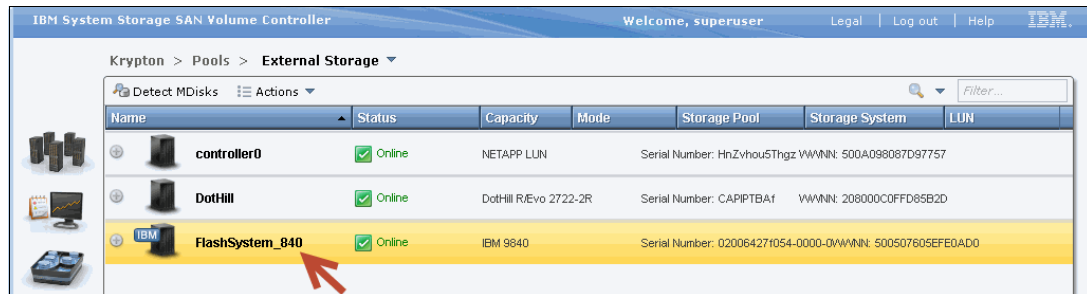 IBM System Storage SAN Volume Controller Welcome, superuser Legal | Log out | Help IBM.
Krypton > Pools > External Storage
Detect MDisks Actions Filter...
Name Status Capacity Mode Storage Pool Storage System LUN
controller0 Online NETAPP LUN Serial Number: HnZvhou5Thgz WWNN: 500A098087D97757
DotHill Online DotHill R/Evo 2722-2R Serial Number: CAPIPTBAf WWNN: 208000C0FFD85B2D
IBM FlashSystem_840 Online IBM 9840 Serial Number: 02006427f054-0000-0 WWNN: 500507605EFE0AD0